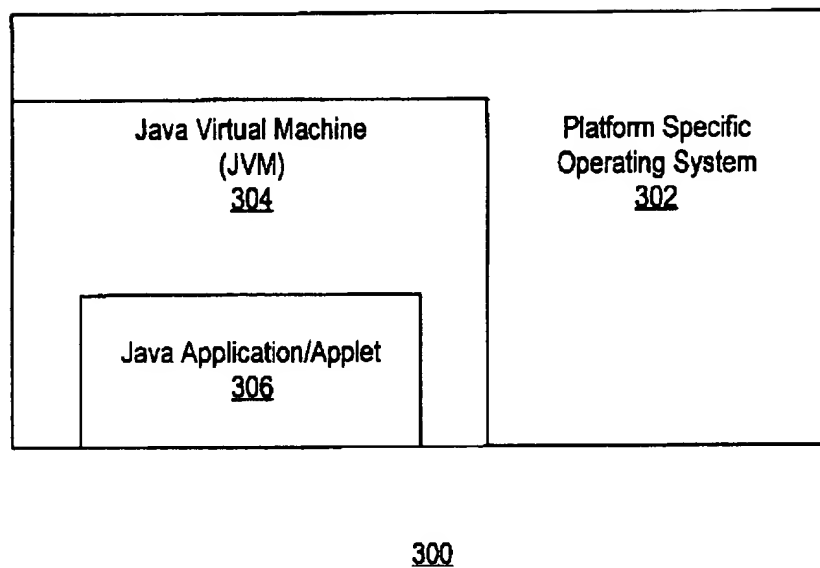 Java Virtual Machine
(JVM)
304
Platform Specific
Operating System
302
Java Application/Applet
306
300